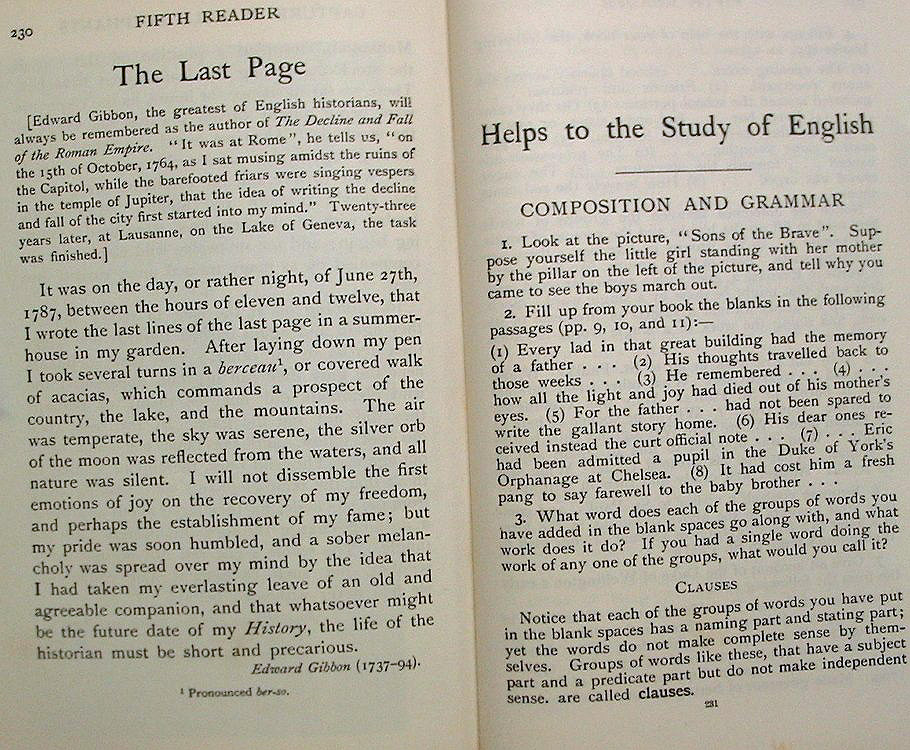 230
FIFTH READER
The Last Page
[Edward Gibbon, the greatest of English historians, will
always be remembered as the author of The Decline and Fall
of the Roman Empire. "It was at Rome", he tells us, "on
the 15th of October, 1764, as I sat musing amidst the ruins of
the Capitol, while the barefooted friars were singing vespers
in the temple of Jupiter, that the idea of writing the decline
and fall of the city first started into my mind." Twenty-three
years later, at Lausanne, on the Lake of Geneva, the task
was finished.]
It was on the day, or rather night, of June 27th,
1787, between the hours of eleven and twelve, that
I wrote the last lines of the last page in a summer-
house in my garden. After laying down my pen
I took several turns in a berceau¹, or covered walk
of acacias, which commands a prospect of the
country, the lake, and the mountains. The air
was temperate, the sky was serene, the silver orb
of the moon was reflected from the waters, and all
nature was silent. I will not dissemble the first
emotions of joy on the recovery of my freedom,
and perhaps the establishment of my fame; but
my pride was soon humbled, and a sober melan-
choly was spread over my mind by the idea that
I had taken my everlasting leave of an old and
agreeable companion, and that whatsoever might
be the future date of my History, the life of the
historian must be short and precarious.
Edward Gibbon (1737-94).
¹ Pronounced ber-so.
Helps to the Study of English
COMPOSITION AND GRAMMAR
1. Look at the picture, "Sons of the Brave". Sup-
pose yourself the little girl standing with her mother
by the pillar on the left of the picture, and tell why you
came to see the boys march out.
2. Fill up from your book the blanks in the following
passages (pp. 9, 10, and 11):—
(1) Every lad in that great building had the memory
of a father . . . (2) His thoughts travelled back to
those weeks . . . (3) He remembered . . . (4) . . .
how all the light and joy had died out of his mother's
eyes. (5) For the father . . . had not been spared to
write the gallant story home. (6) His dear ones re-
ceived instead the curt official note . . . (7) . . . Eric
had been admitted a pupil in the Duke of York's
Orphanage at Chelsea. (8) It had cost him a fresh
pang to say farewell to the baby brother . . .
3. What word does each of the groups of words you
have added in the blank spaces go along with, and what
work does it do? If you had a single word doing the
work of any one of the groups, what would you call it?
CLAUSES
Notice that each of the groups of words you have put
in the blank spaces has a naming part and stating part;
yet the words do not make complete sense by them-
selves. Groups of words like these, that have a subject
part and a predicate part but do not make independent
sense. are called clauses.
231